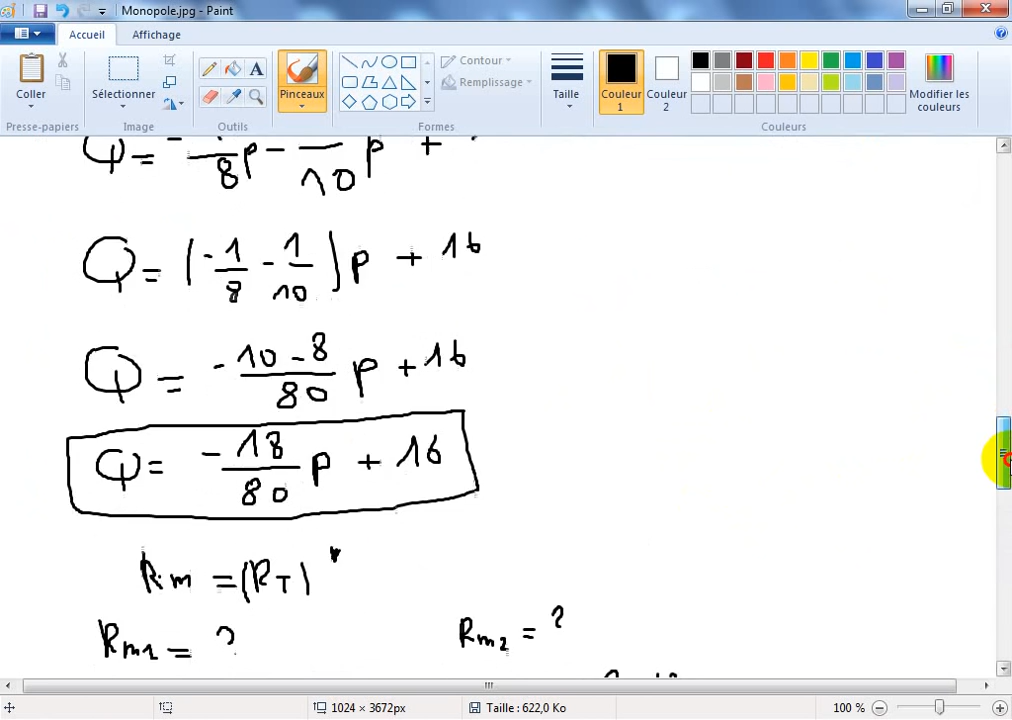 Monopole.jpg - Paint
Accueil Affichage
Coller Sélectionner Pinceaux Taille Couleur 1 Couleur 2 Modifier les couleurs
Contour
Remplissage
Presse-papiers Image Outils Formes Couleurs
Q = - /8 p - /10 p +
Q = (-1/8 - 1/10) p + 16
Q = -10-8/80 p + 16
Q = -18/80 p + 16
Rm = (RT)'
Rm1 = ? Rm2 = ?
1024 × 3672px Taille : 622,0 Ko 100 %